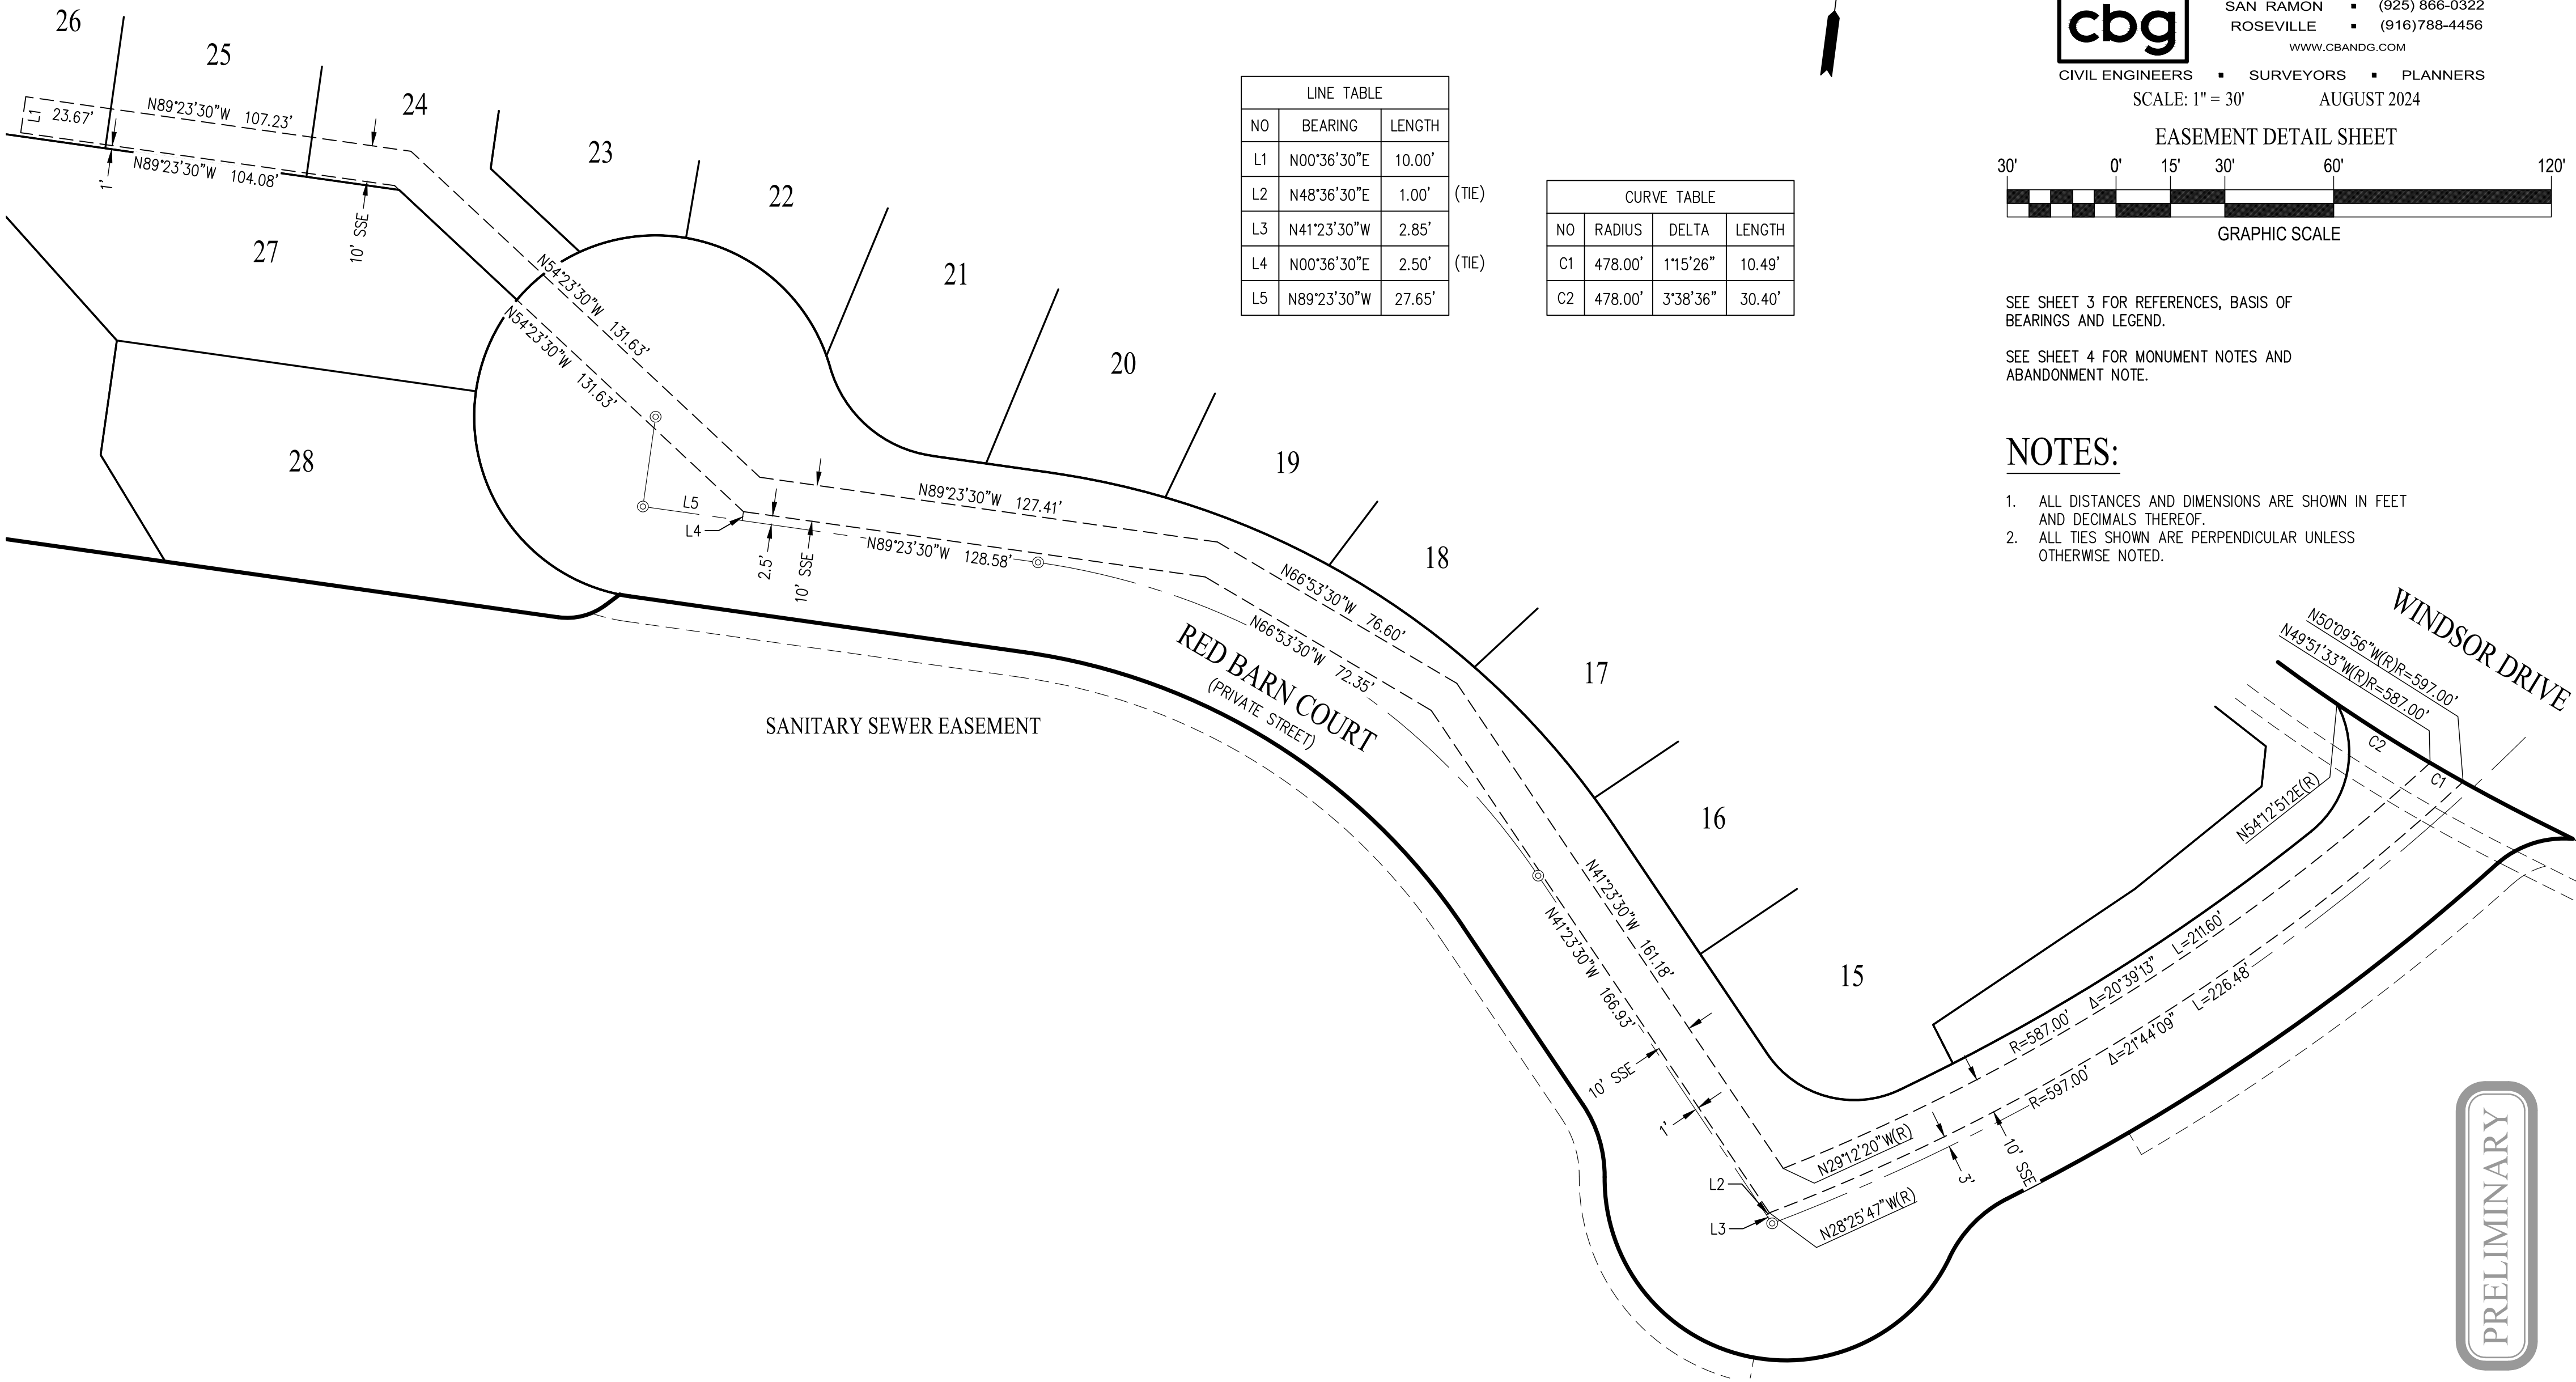 cbg
SAN RAMON ▪ (925) 866-0322
ROSEVILLE ▪ (916)788-4456
WWW.CBANDG.COM
CIVIL ENGINEERS ▪ SURVEYORS ▪ PLANNERS
SCALE: 1" = 30' AUGUST 2024
EASEMENT DETAIL SHEET
30' 0' 15' 30' 60' 120'
GRAPHIC SCALE
SEE SHEET 3 FOR REFERENCES, BASIS OF
BEARINGS AND LEGEND.
SEE SHEET 4 FOR MONUMENT NOTES AND
ABANDONMENT NOTE.
NOTES:
1. ALL DISTANCES AND DIMENSIONS ARE SHOWN IN FEET
AND DECIMALS THEREOF.
2. ALL TIES SHOWN ARE PERPENDICULAR UNLESS
OTHERWISE NOTED.
LINE TABLE
NO BEARING LENGTH
L1 N00°36'30"E 10.00'
L2 N48°36'30"E 1.00' (TIE)
L3 N41°23'30"W 2.85'
L4 N00°36'30"E 2.50' (TIE)
L5 N89°23'30"W 27.65'
CURVE TABLE
NO RADIUS DELTA LENGTH
C1 478.00' 1°15'26" 10.49'
C2 478.00' 3°38'36" 30.40'
26
25
24
23
22
21
20
19
18
17
16
15
27
28
L1
23.67'
N89°23'30"W 107.23'
1'
N89°23'30"W 104.08'
10' SSE
N54°23'30"W 131.63'
N54°23'30"W 131.63'
L5
L4
2.5'
10' SSE
N89°23'30"W 127.41'
N89°23'30"W 128.58'
N66°53'30"W 76.60'
N66°53'30"W 72.35'
RED BARN COURT
(PRIVATE STREET)
SANITARY SEWER EASEMENT
N41°23'30"W 161.18'
N41°23'30"W 166.93'
10' SSE
1'
L2
L3
N29°12'20"W(R)
N28°25'47"W(R)
3'
10' SSE
R=587.00' Δ=20°39'13" L=211.60'
R=597.00' Δ=21°44'09" L=226.48'
N54°12'512E(R)
C2
C1
N50°09'56"W(R)R=597.00'
N49°51'33"W(R)R=587.00'
WINDSOR DRIVE
PRELIMINARY